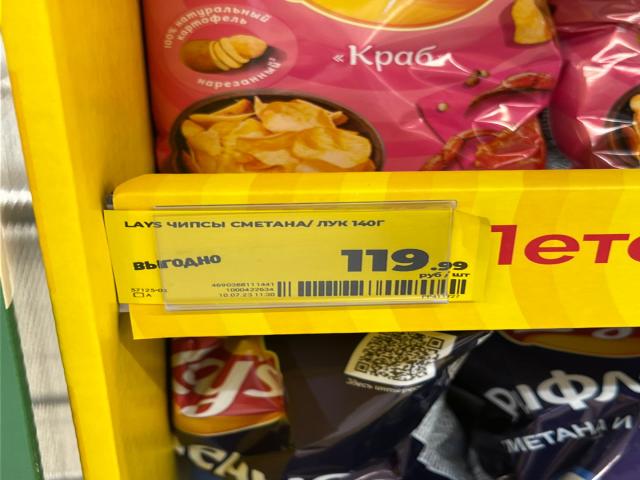 100% натуральный
картофель
нарезанный
«Краб»
LAYS ЧИПСЫ СМЕТАНА/ ЛУК 140Г
ВЫГОДНО
119.99
руб / шт
4690388111441
1000422634
10.07.23 11:30
А
Лето
Lay's
Здесь
РИФЛ
МЕТАНА И